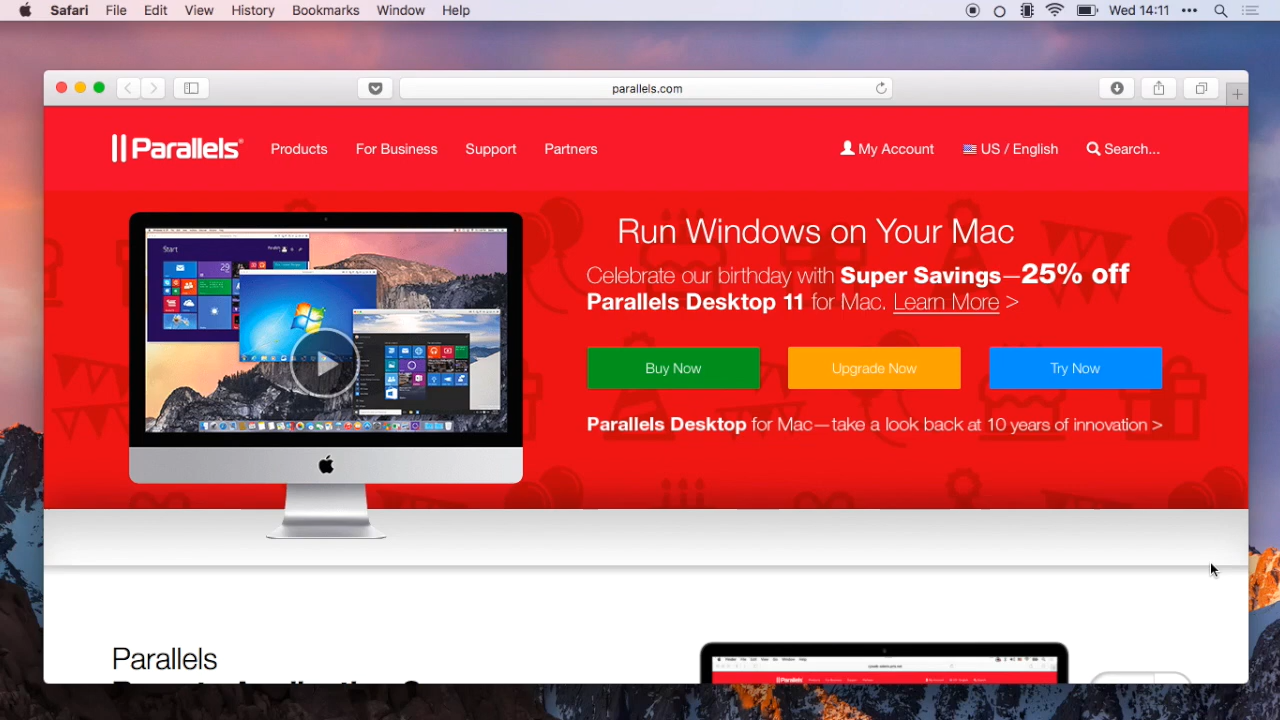 Safari File Edit View History Bookmarks Window Help Wed 14:11
parallels.com
Parallels® Products For Business Support Partners My Account US / English Search...
Run Windows on Your Mac
Celebrate our birthday with Super Savings—25% off
Parallels Desktop 11 for Mac. Learn More >
Buy Now Upgrade Now Try Now
Parallels Desktop for Mac—take a look back at 10 years of innovation >
Start
29
Parallels